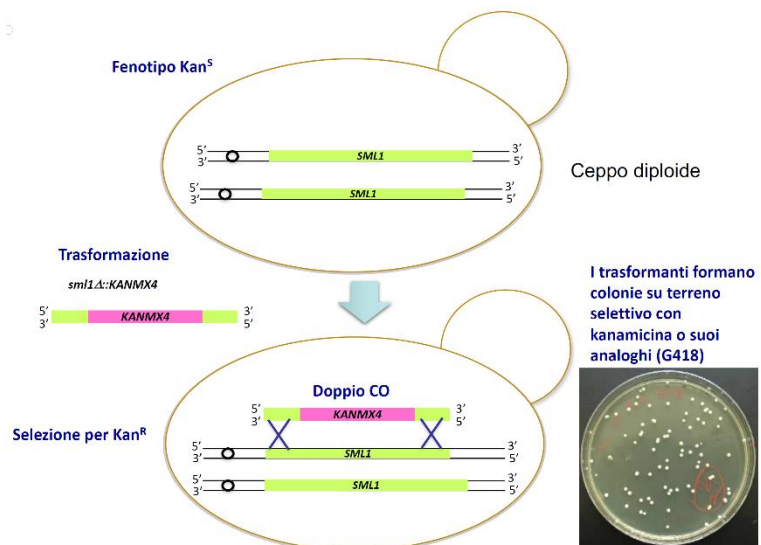 Fenotipo Kanˢ
5’ 3’
SML1
3’ 5’
5’ 3’
SML1
3’ 5’
Ceppo diploide
Trasformazione
sml1Δ::KANMX4
5’ 3’
KANMX4
3’ 5’
I trasformanti formano
colonie su terreno
selettivo con
kanamicina o suoi
analoghi (G418)
Doppio CO
5’ 3’
KANMX4
3’ 5’
Selezione per Kanᴿ
5’ 3’
SML1
3’ 5’
5’ 3’
SML1
3’ 5’